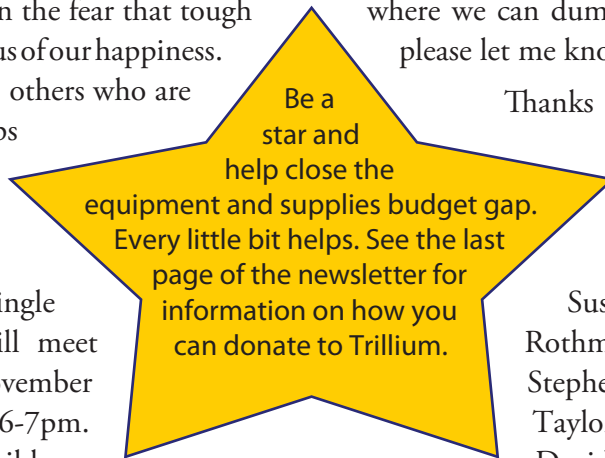 n the fear that tough
us of our happiness.
others who are
ingle
ill meet
vember
6-7pm.
Be a
star and
help close the
equipment and supplies budget gap.
Every little bit helps. See the last
page of the newsletter for
information on how you
can donate to Trillium.
where we can dum
please let me kno
Thanks
Sus
Rothm
Stephe
Taylo